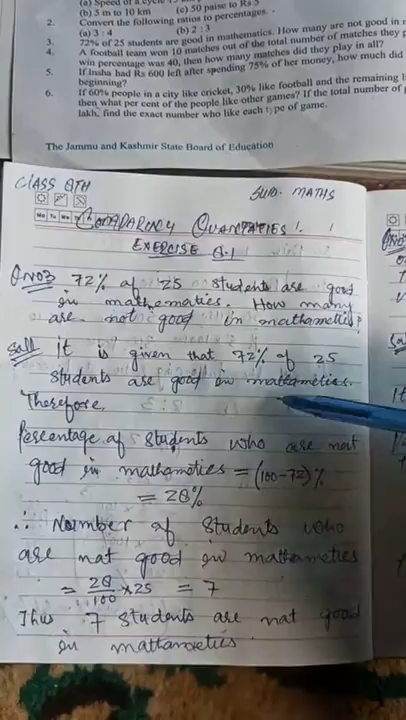 (a) Speed of a cycle
(b) 5 m to 10 km (c) 50 paise to Rs 5
2. Convert the following ratios to percentages.
(a) 3 : 4 (b) 2 : 3
3. 72% of 25 students are good in mathematics. How many are not good in
4. A football team won 10 matches out of the total number of matches they
win percentage was 40, then how many matches did they play in all?
5. If Insha had Rs 600 left after spending 75% of her money, how much did
beginning?
6. If 60% people in a city like cricket, 30% like football and the remaining
then what per cent of the people like other games? If the total number of
lakh, find the exact number who like each type of game.
The Jammu and Kashmir State Board of Education
CLASS 8TH
SUB. MATHS
Mo Tu We
COMPARING QUANTITIES
EXERCISE 8.1
Q No 3 72% of 25 students are good
in mathematics. How many
are not good in mathematics?
Soll It is given that 72% of 25
students are good in mathematics.
Therefore,
Percentage of students who are not
good in mathematics = (100-72)%
= 28%
∴ Number of students who
are not good in mathematics
= 28/100 × 25 = 7
Thus 7 students are not good
in mathematics